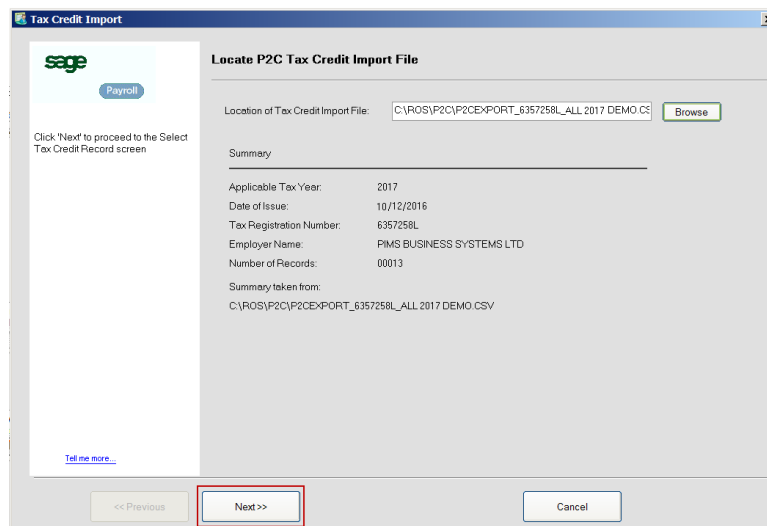 Tax Credit Import
sage
Payroll
Click 'Next' to proceed to the Select
Tax Credit Record screen
Tell me more...
Locate P2C Tax Credit Import File
Location of Tax Credit Import File: C:\ROS\P2C\P2CEXPORT_6357258L_ALL 2017 DEMO.CS Browse
Summary
Applicable Tax Year: 2017
Date of Issue: 10/12/2016
Tax Registration Number: 6357258L
Employer Name: PIMS BUSINESS SYSTEMS LTD
Number of Records: 00013
Summary taken from:
C:\ROS\P2C\P2CEXPORT_6357258L_ALL 2017 DEMO.CSV
<< Previous Next >> Cancel